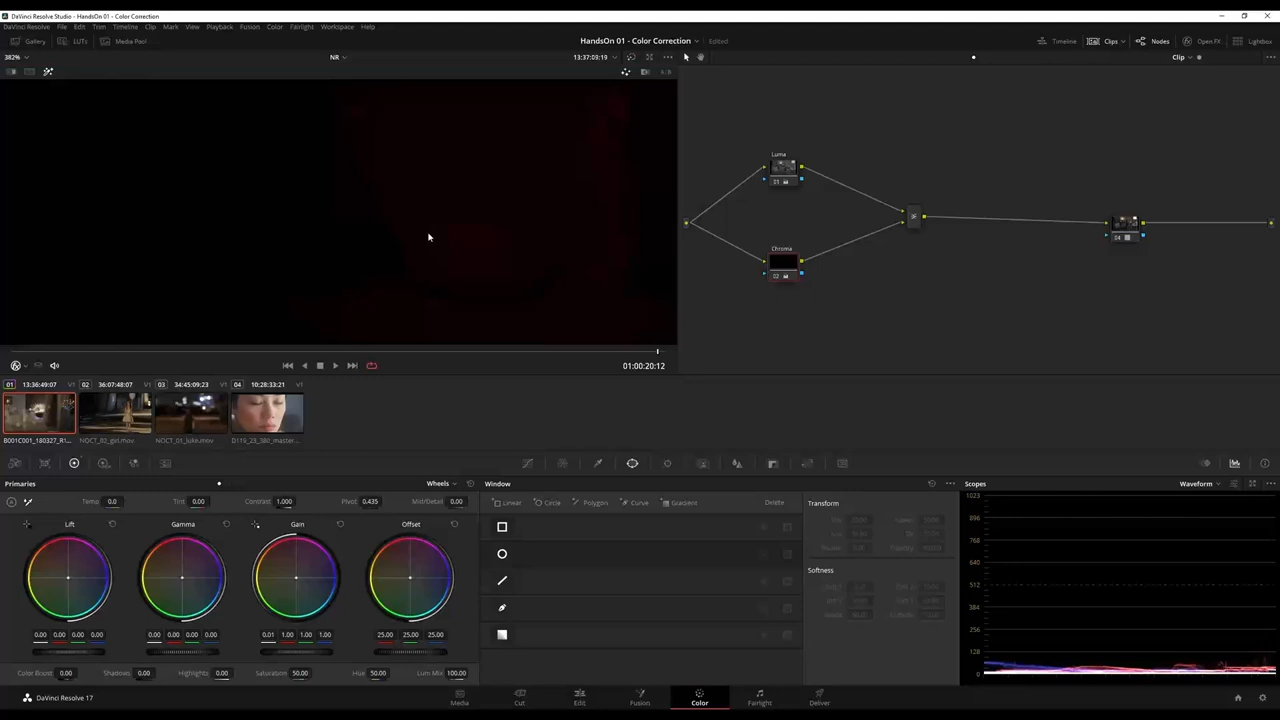 DaVinci Resolve Studio - HandsOn 01 - Color Correction
DaVinci Resolve File Edit Trim Timeline Clip Mark View Playback Fusion Color Fairlight Workspace Help
Gallery LUTs Media Pool HandsOn 01 - Color Correction Edited Timeline Clips Nodes Open FX Lightbox
382% NR 13:37:09:19 Clip
Luma
01
Chroma
02
04
01:00:20:12
01 13:36:49:07 V1 02 36:07:48:07 V1 03 34:45:09:23 V1 04 10:28:33:21 V1
B001C001_180327_R1... NOCT_02_girl.mov NOCT_01_luke.mov D119_23_380_master...
Primaries Wheels Window Scopes Waveform
Temp 0.0 Tint 0.00 Contrast 1.000 Pivot 0.435 Mid/Detail 0.00
Linear Circle Polygon Curve Gradient Delete
Transform
Lift Gamma Gain Offset
Softness
0.00 0.00 0.00 0.00 0.00 0.00 0.00 0.00 0.01 1.00 1.00 1.00 25.00 25.00 25.00
Color Boost 0.00 Shadows 0.00 Highlights 0.00 Saturation 50.00 Hue 50.00 Lum Mix 100.00
1023
896
768
640
512
384
256
128
0
DaVinci Resolve 17 Media Cut Edit Fusion Color Fairlight Deliver